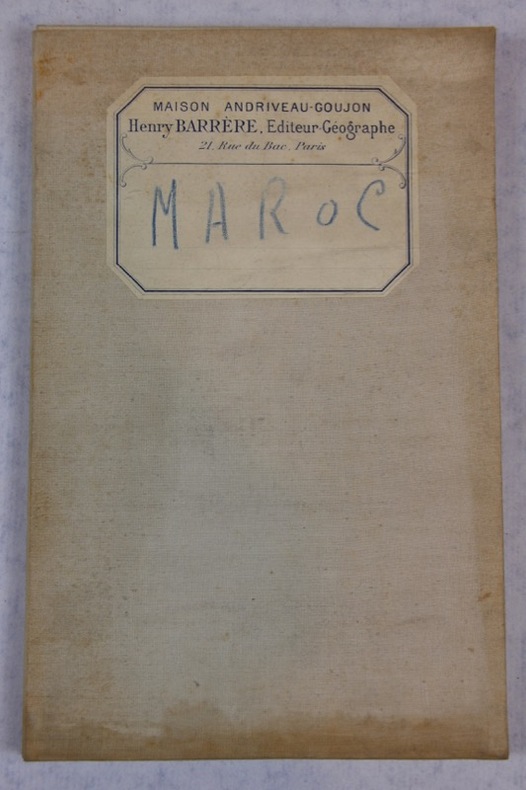 MAISON ANDRIVEAU-GOUJON
Henry BARRÈRE, Editeur-Géographe
21, Rue du Bac, Paris
MAROC